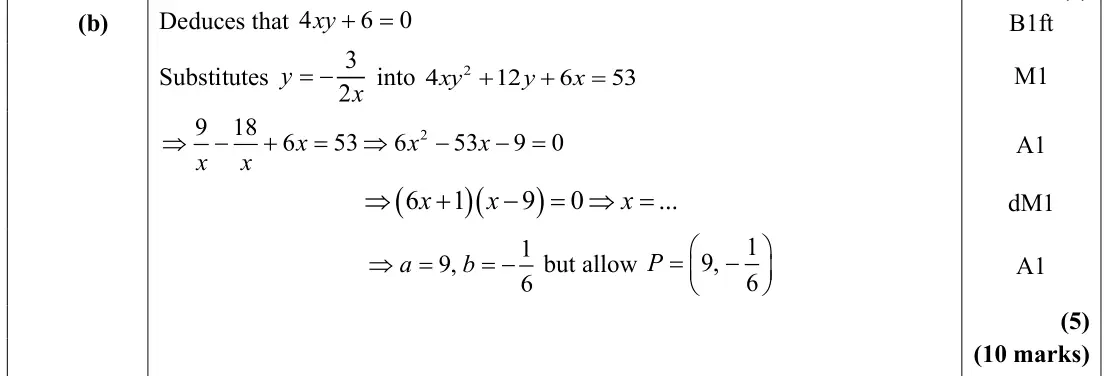 (b) Deduces that 4xy + 6 = 0 B1ft
Substitutes y = −3/2x into 4xy² + 12y + 6x = 53 M1
⇒ 9/x − 18/x + 6x = 53 ⇒ 6x² − 53x − 9 = 0 A1
⇒ (6x + 1)(x − 9) = 0 ⇒ x = ... dM1
⇒ a = 9, b = −1/6 but allow P = (9, −1/6) A1
(5)
(10 marks)